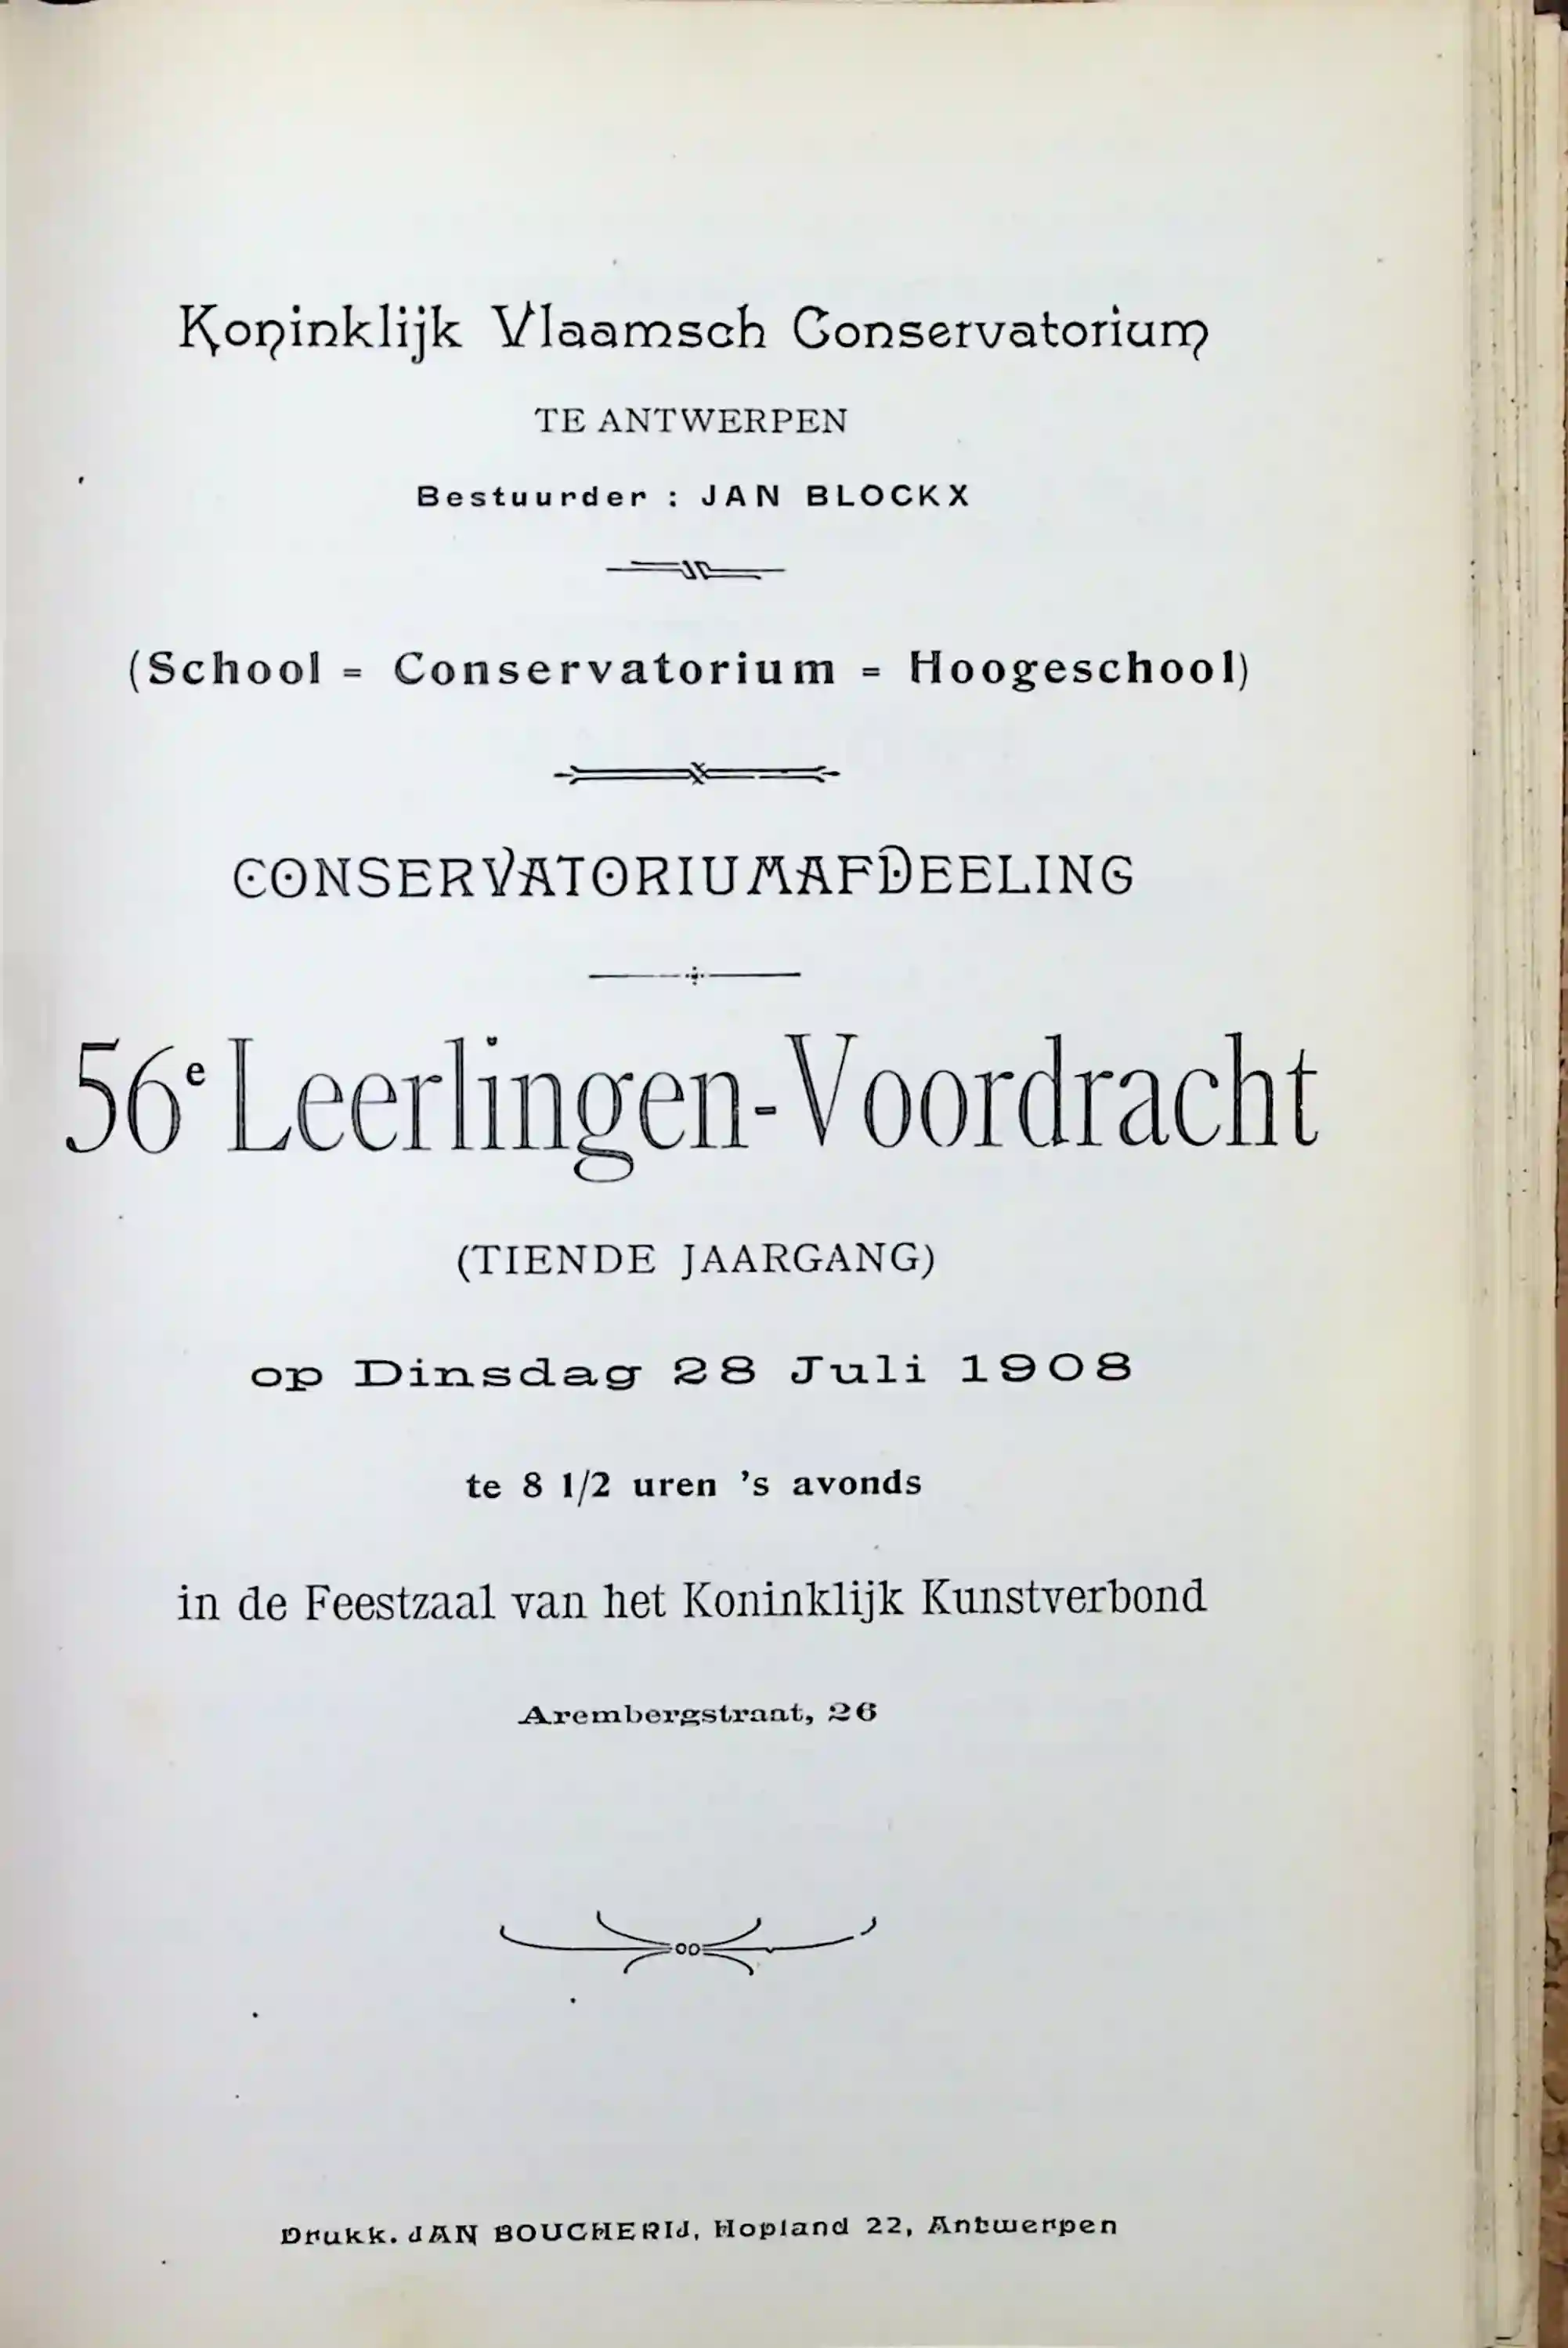 Koninklijk Vlaamsch Conservatorium
TE ANTWERPEN
Bestuurder : JAN BLOCKX
(School = Conservatorium = Hoogeschool)
CONSERVATORIUMAFDEELING
56e Leerlingen-Voordracht
(TIENDE JAARGANG)
op Dinsdag 28 Juli 1908
te 8 1/2 uren 's avonds
in de Feestzaal van het Koninklijk Kunstverbond
Arembergstraat, 26
Drukk. JAN BOUCHERIJ, Hopland 22, Antwerpen